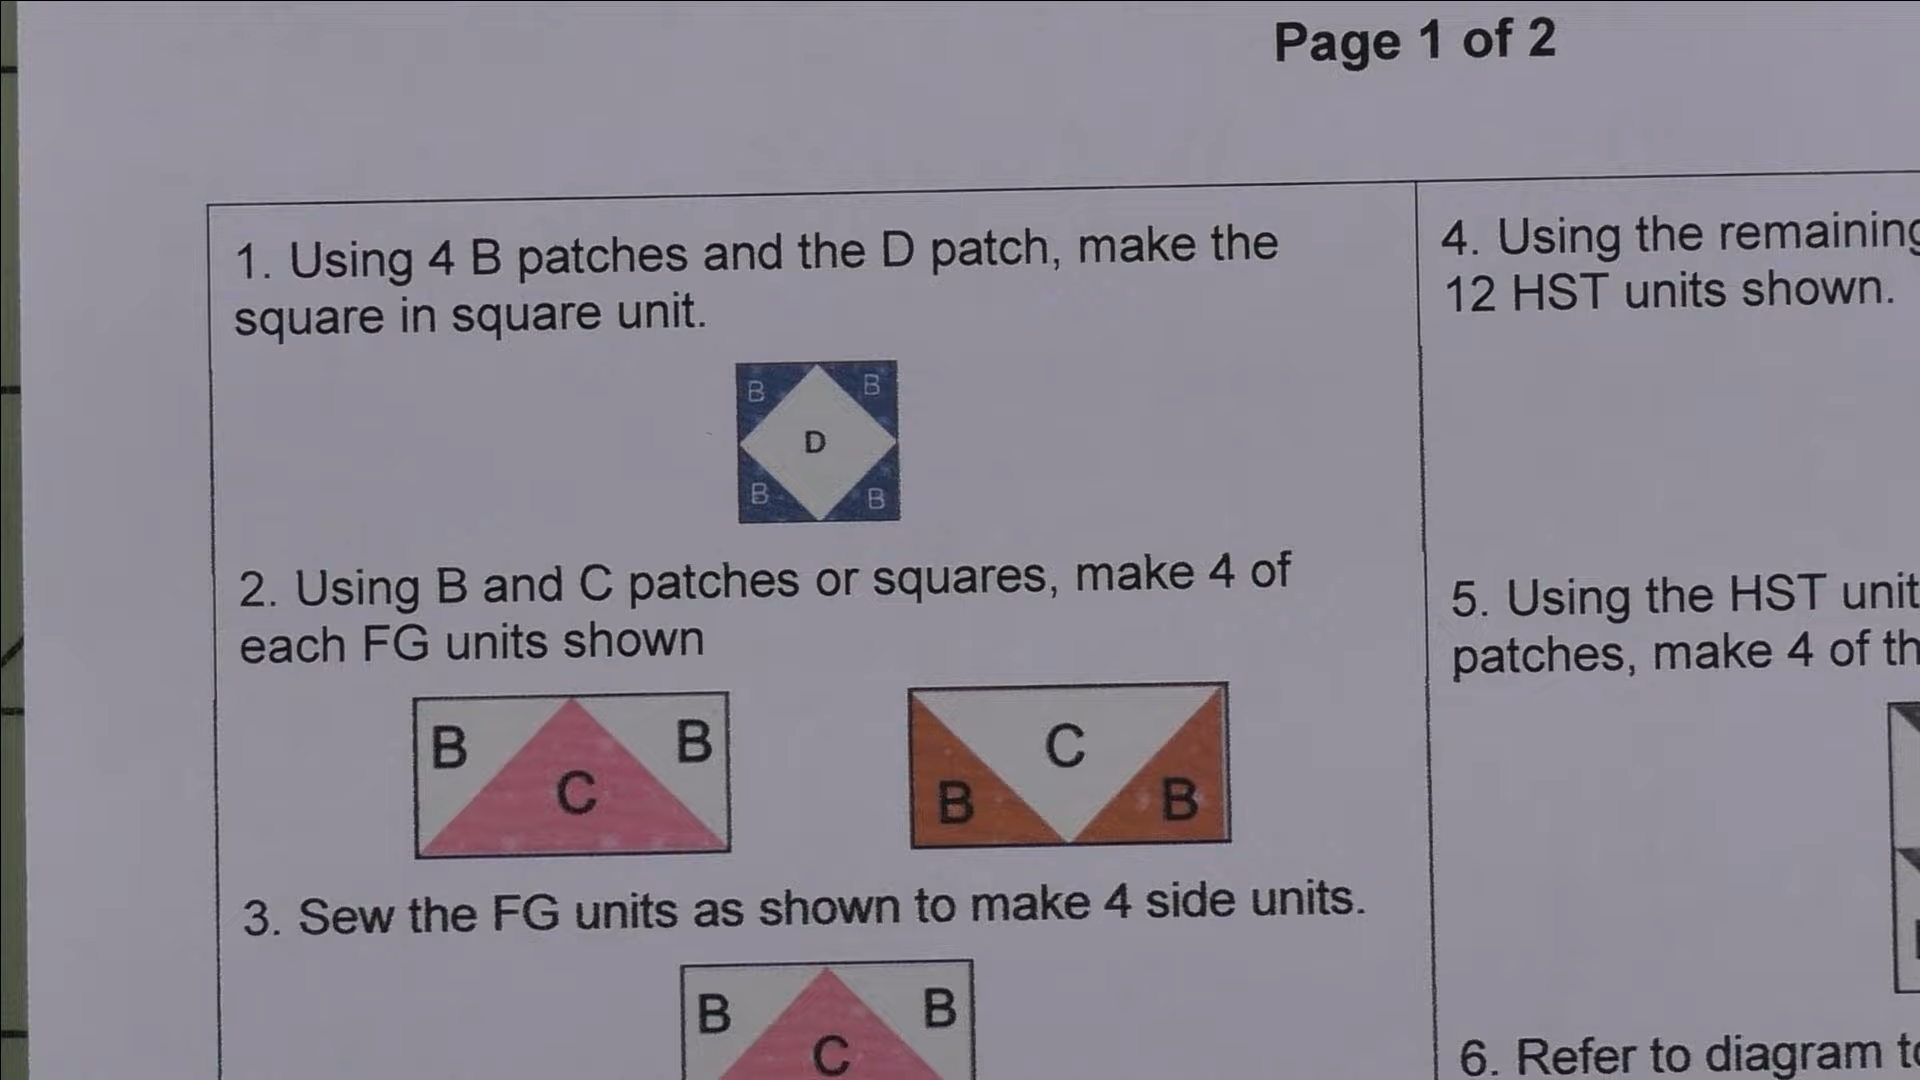 Page 1 of 2
1. Using 4 B patches and the D patch, make the
square in square unit.
B B
D
B B
2. Using B and C patches or squares, make 4 of
each FG units shown
B B
C
C
B B
3. Sew the FG units as shown to make 4 side units.
B B
C
4. Using the remaining
12 HST units shown.
5. Using the HST unit
patches, make 4 of th
6. Refer to diagram to